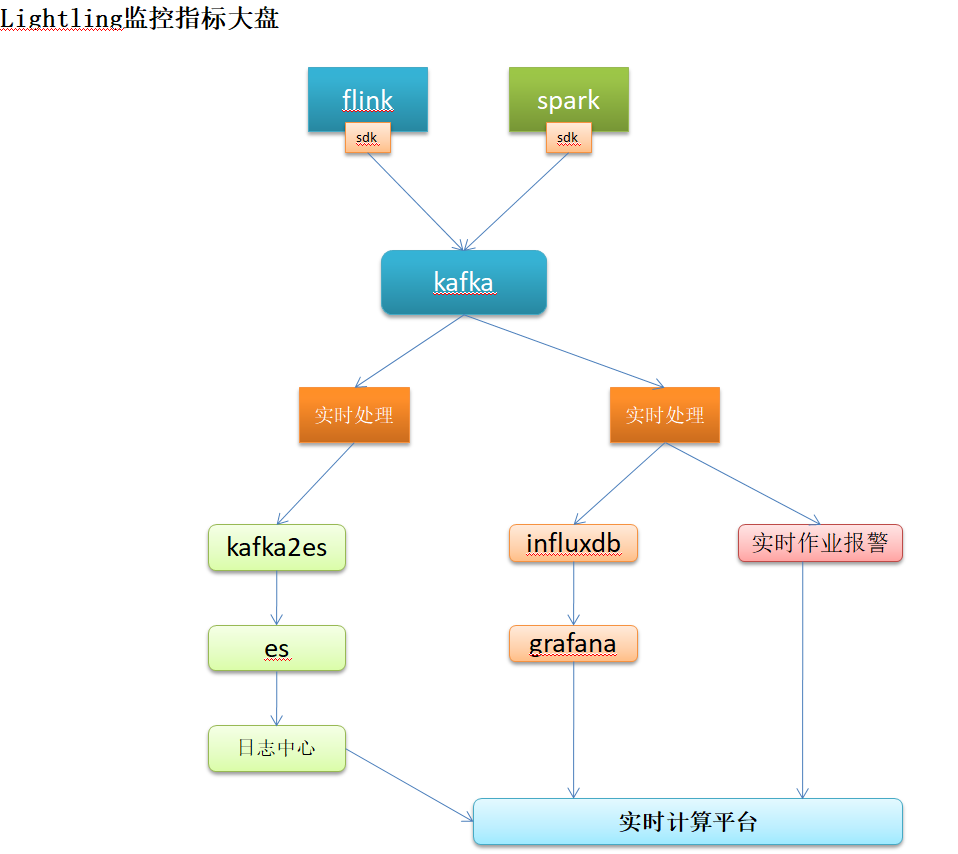 Lightling监控指标大盘
flink
spark
sdk
sdk
kafka
实时处理
实时处理
kafka2es
influxdb
实时作业报警
es
grafana
日志中心
实时计算平台